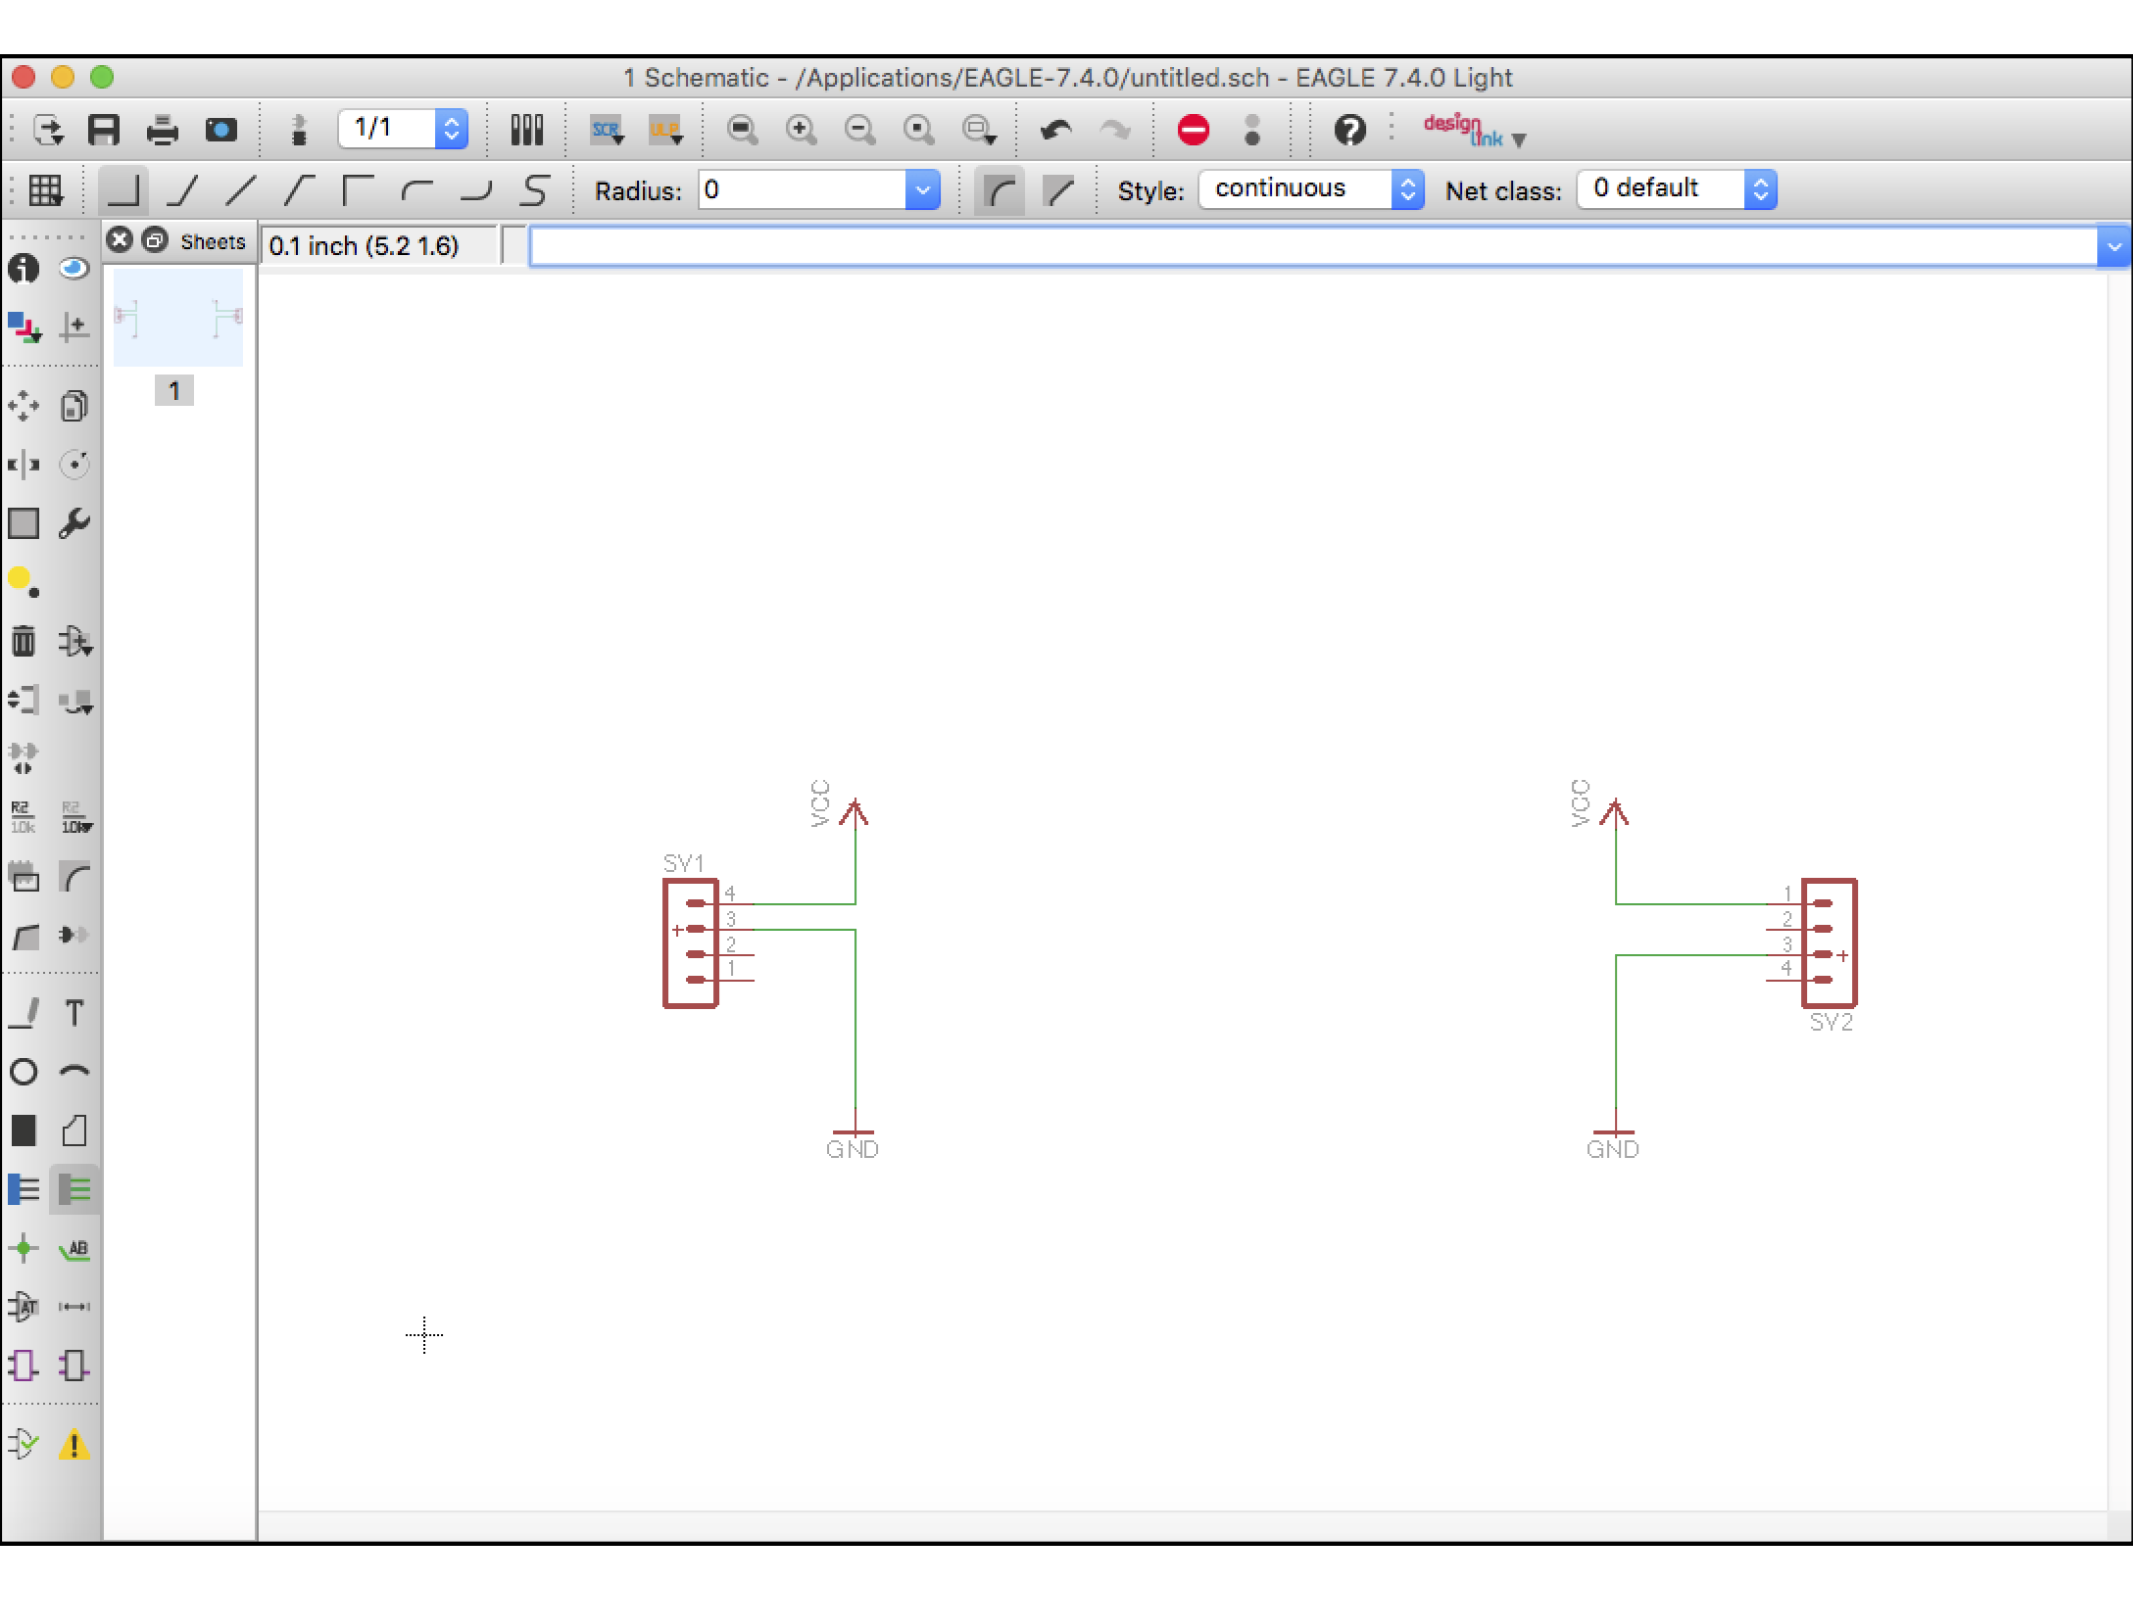 1 Schematic - /Applications/EAGLE-7.4.0/untitled.sch - EAGLE 7.4.0 Light
1/1
SCR
ULP
design
link
Radius:
0
Style:
continuous
Net class:
0 default
Sheets
0.1 inch (5.2 1.6)
1
R2
10k
R2
10k
T
AB
AT
VCC
SV1
4
3
+
2
1
GND
VCC
1
2
3
+
4
SV2
GND